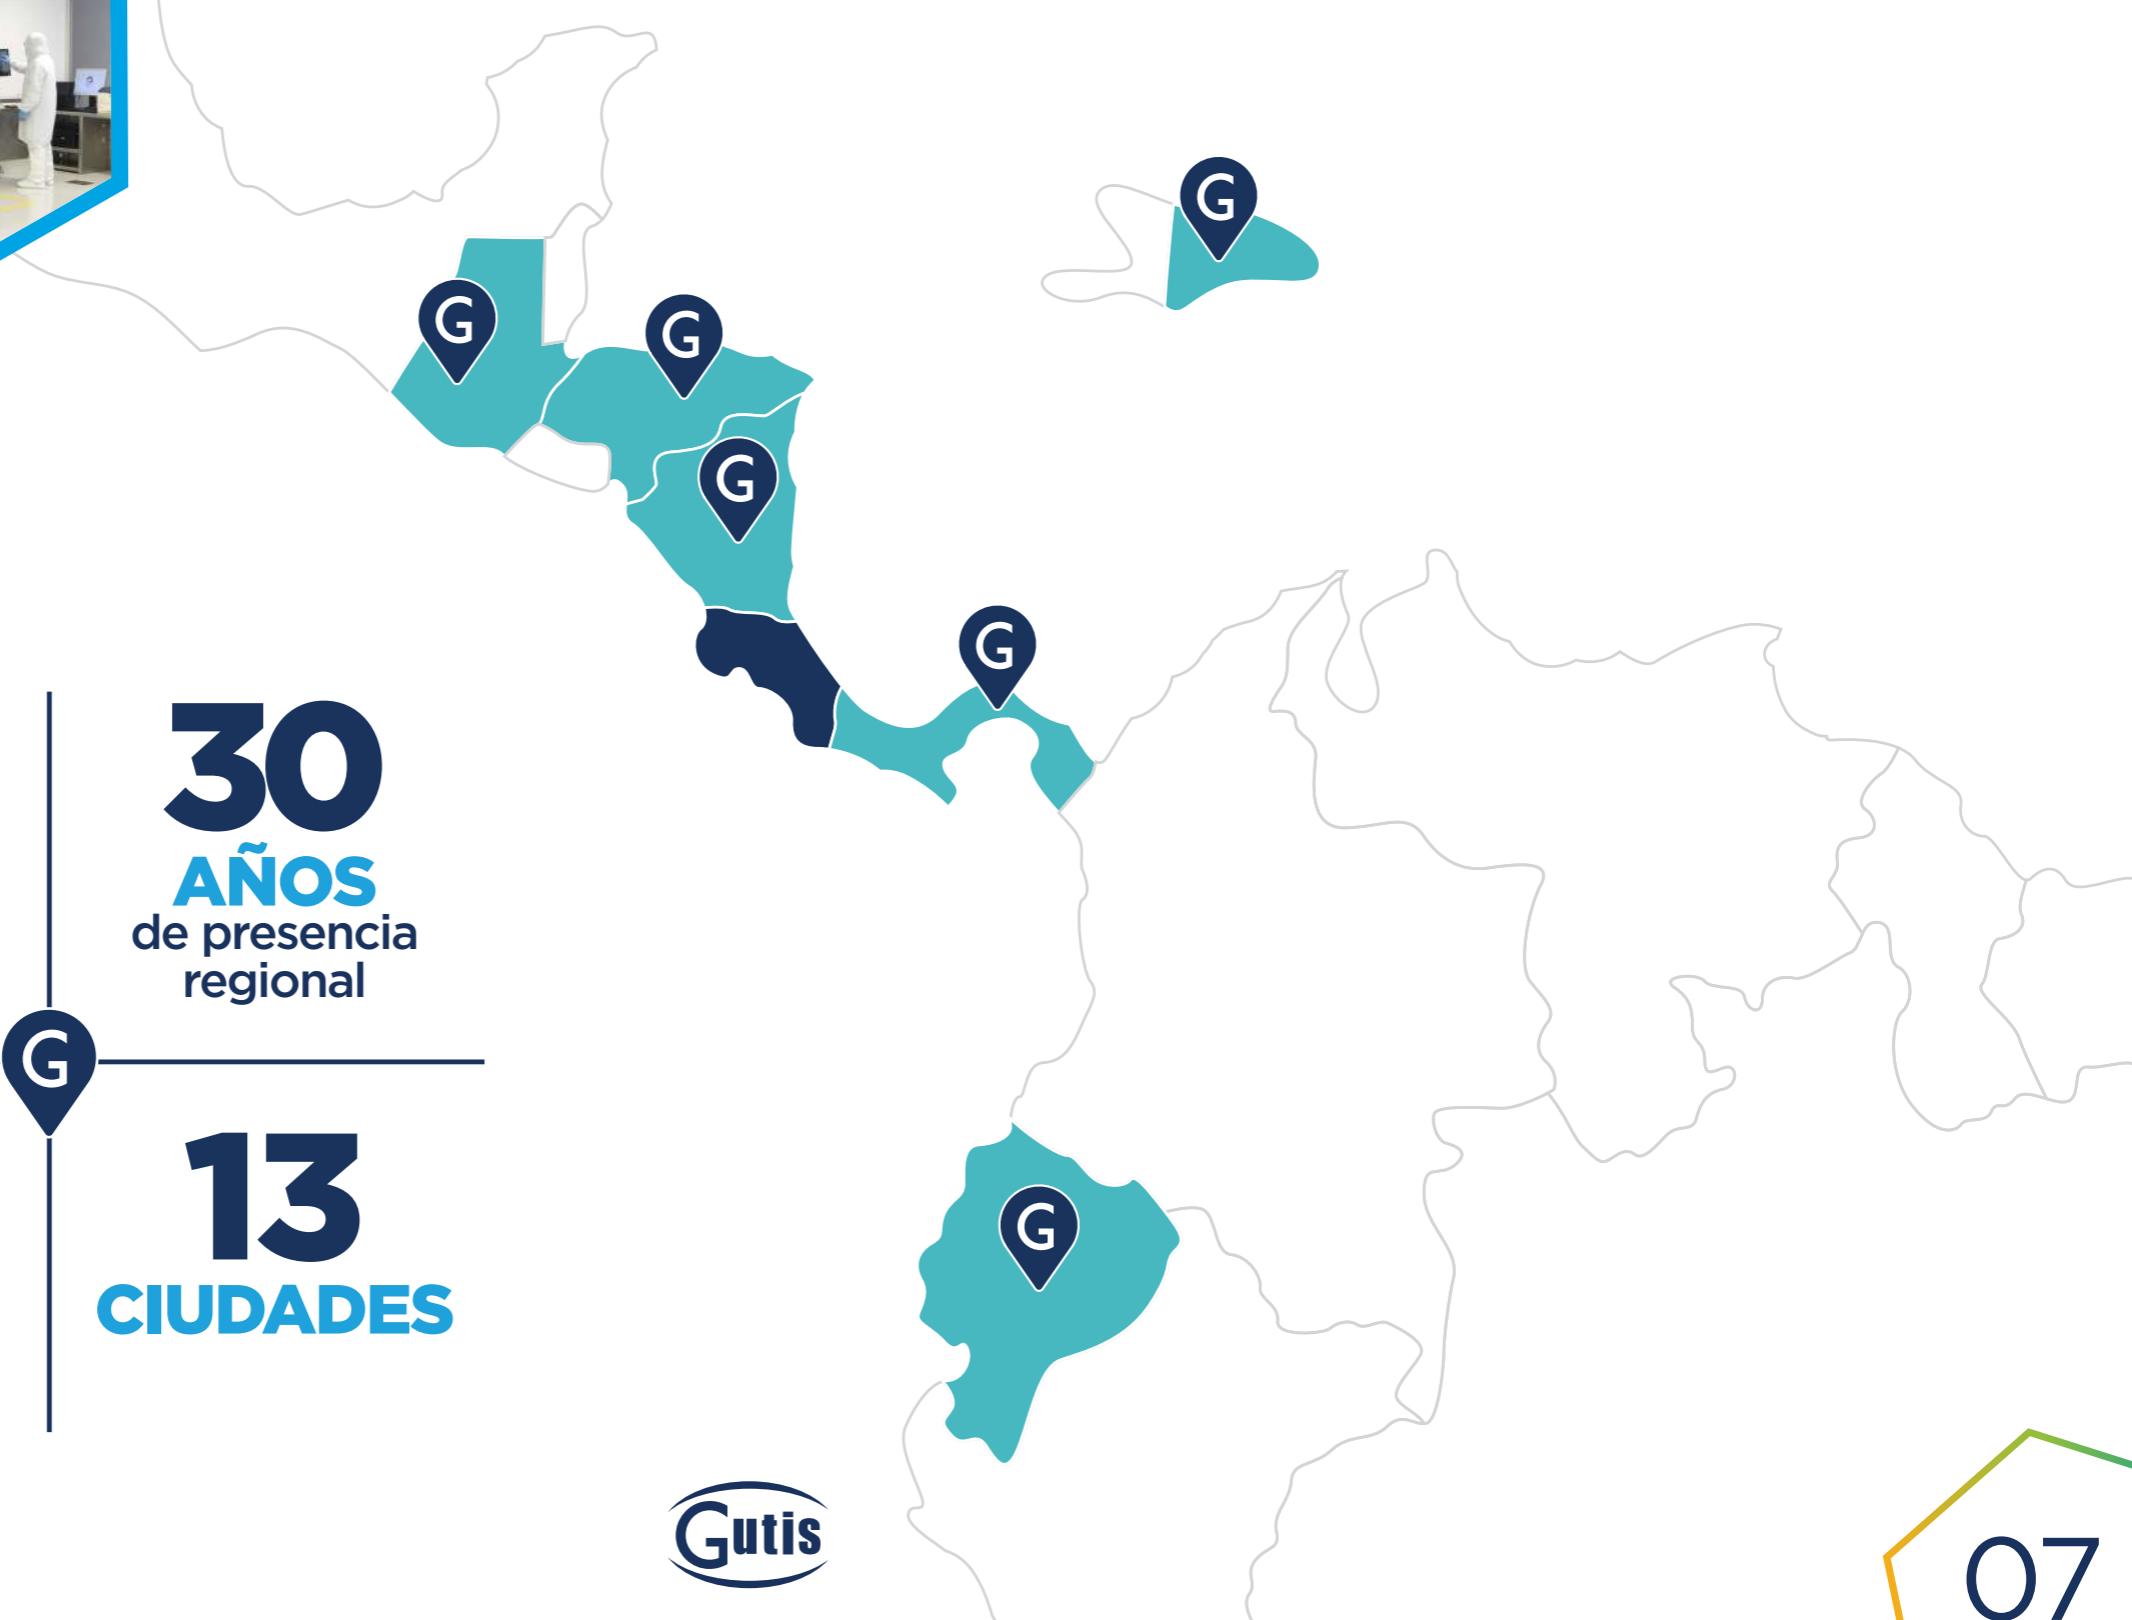 G
G
G
G
G
G
30
AÑOS
de presencia
regional
G
13
CIUDADES
Gutis
07